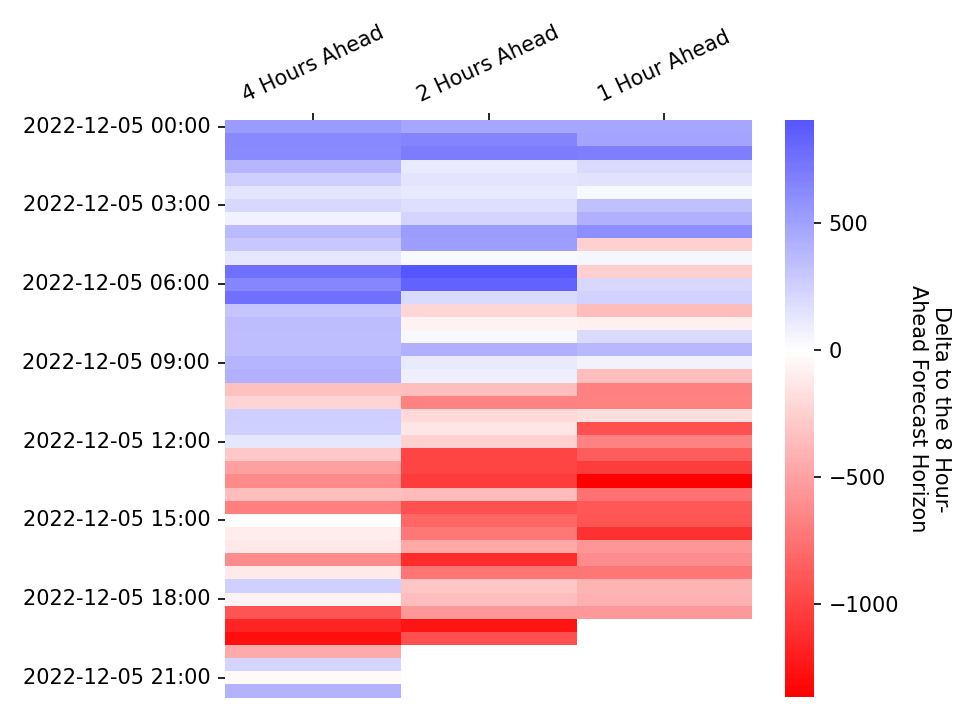 4 Hours Ahead
2 Hours Ahead
1 Hour Ahead
2022-12-05 00:00
2022-12-05 03:00
2022-12-05 06:00
2022-12-05 09:00
2022-12-05 12:00
2022-12-05 15:00
2022-12-05 18:00
2022-12-05 21:00
500
0
−500
−1000
Delta to the 8 Hour-
Ahead Forecast Horizon